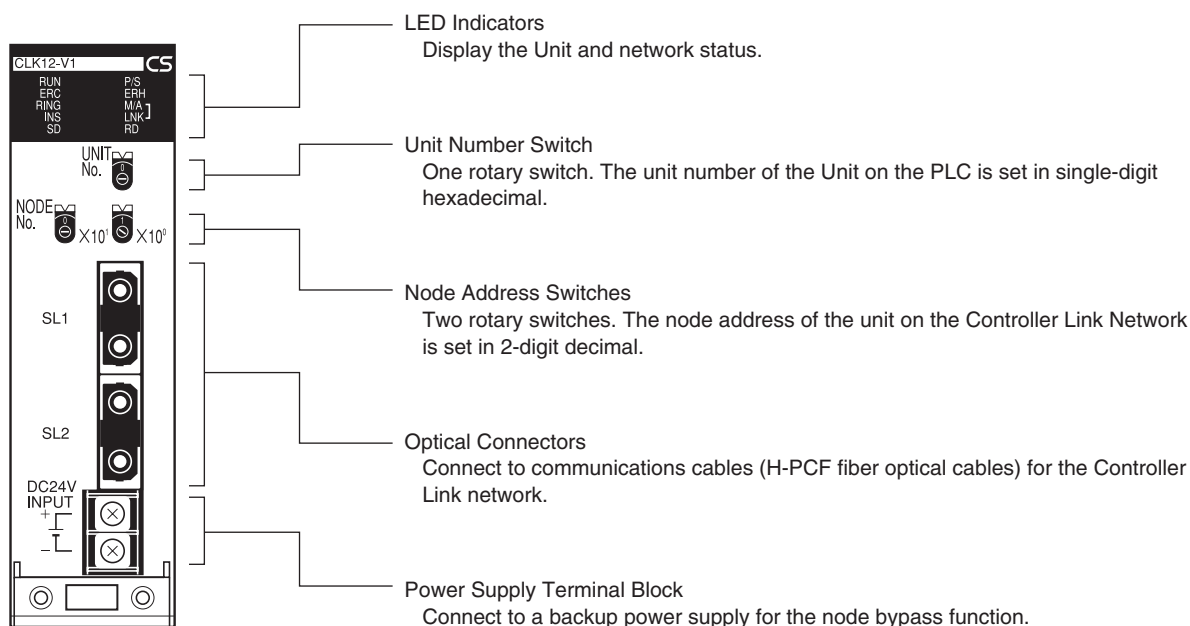 CLK12-V1 CS
RUN P/S
ERC ERH
RING M/A
INS LNK
SD RD
UNIT
No.
0
NODE
No.
0 1
X10¹ X10⁰
SL1
SL2
DC24V
INPUT
+
−
LED Indicators
Display the Unit and network status.
Unit Number Switch
One rotary switch. The unit number of the Unit on the PLC is set in single-digit
hexadecimal.
Node Address Switches
Two rotary switches. The node address of the unit on the Controller Link Network
is set in 2-digit decimal.
Optical Connectors
Connect to communications cables (H-PCF fiber optical cables) for the Controller
Link network.
Power Supply Terminal Block
Connect to a backup power supply for the node bypass function.